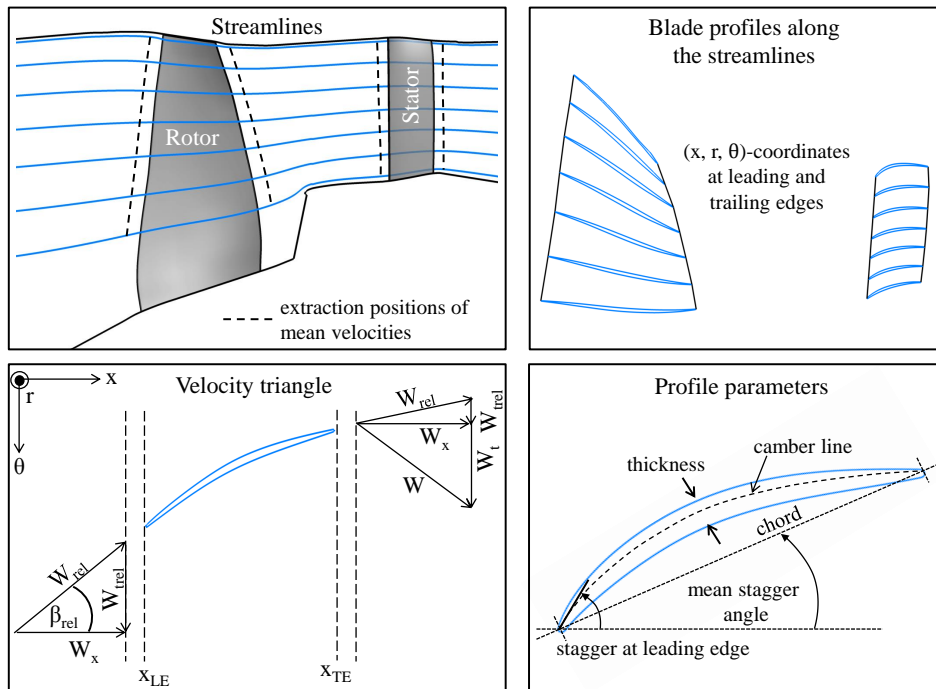 Streamlines
Rotor
Stator
extraction positions of
mean velocities
Blade profiles along
the streamlines
(x, r, θ)-coordinates
at leading and
trailing edges
Velocity triangle
x
r
θ
W_rel
W_trel
β_rel
W_x
x_LE
x_TE
W_rel
W_trel
W_x
W_t
W
Profile parameters
camber line
thickness
chord
mean stagger
angle
stagger at leading edge